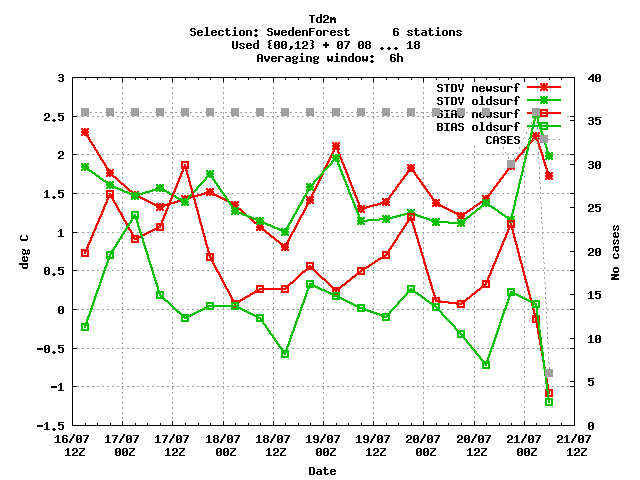 Td2m
Selection: SwedenForest 6 stations
Used {00,12} + 07 08 ... 18
Averaging window: 6h
STDV newsurf
STDV oldsurf
BIAS newsurf
BIAS oldsurf
CASES
3
2.5
2
1.5
1
0.5
0
-0.5
-1
-1.5
deg C
40
35
30
25
20
15
10
5
0
No cases
16/07 17/07 17/07 18/07 18/07 19/07 19/07 20/07 20/07 21/07 21/07
12Z 00Z 12Z 00Z 12Z 00Z 12Z 00Z 12Z 00Z 12Z
Date